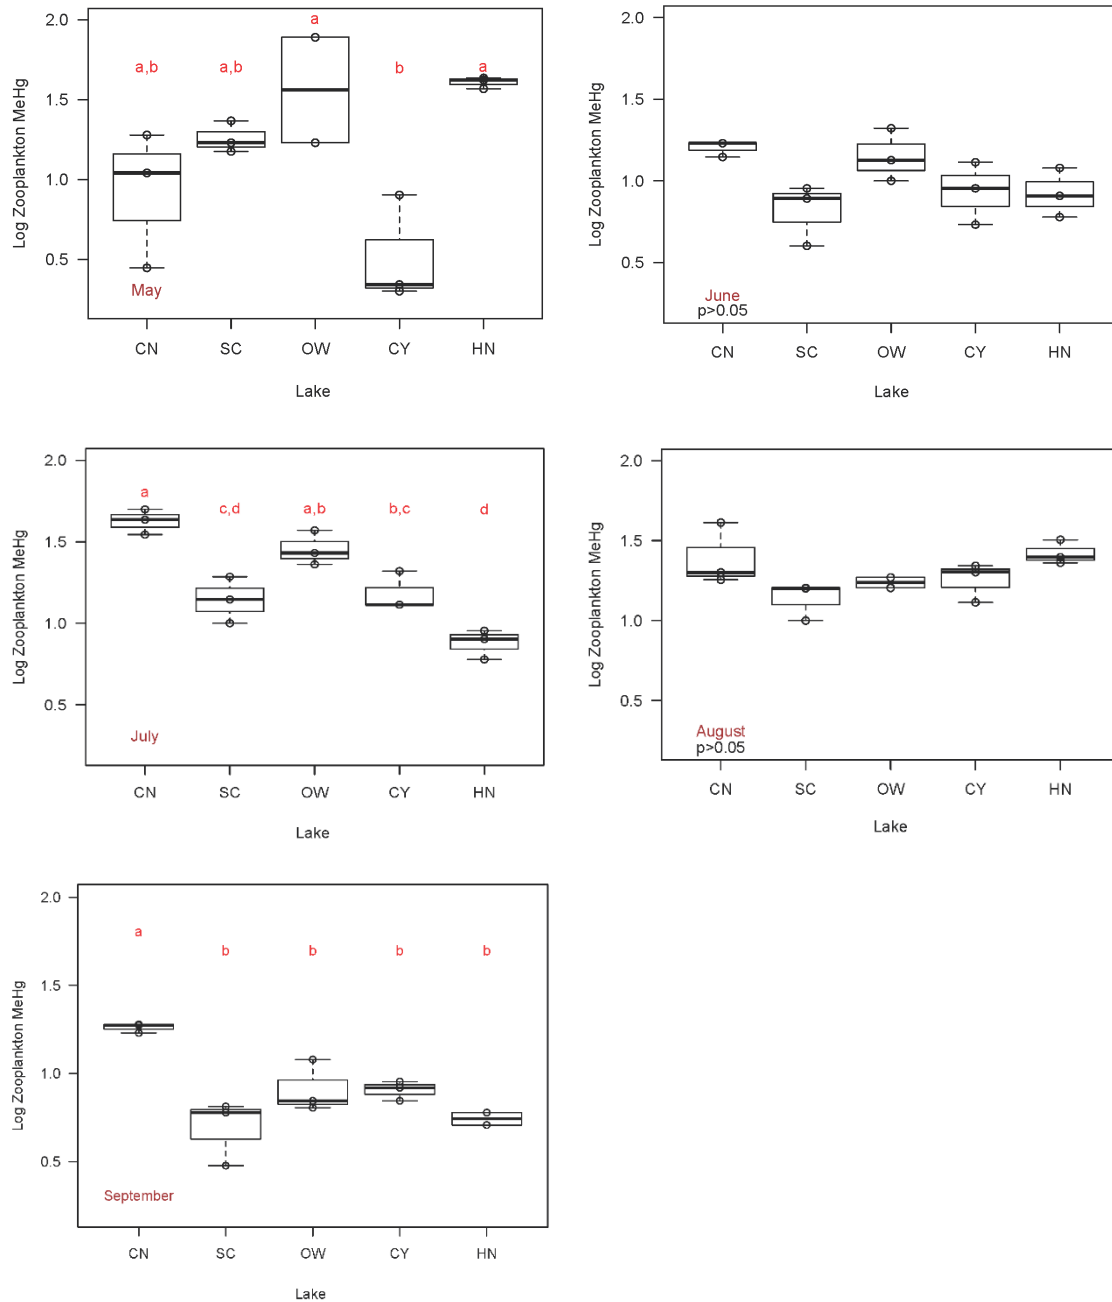 Log Zooplankton MeHg
2.0
1.5
1.0
0.5
a,b
a,b
a
b
a
May
CN
SC
OW
CY
HN
Lake
Log Zooplankton MeHg
2.0
1.5
1.0
0.5
June
p>0.05
CN
SC
OW
CY
HN
Lake
Log Zooplankton MeHg
2.0
1.5
1.0
0.5
a
c,d
a,b
b,c
d
July
CN
SC
OW
CY
HN
Lake
Log Zooplankton MeHg
2.0
1.5
1.0
0.5
August
p>0.05
CN
SC
OW
CY
HN
Lake
Log Zooplankton MeHg
2.0
1.5
1.0
0.5
a
b
b
b
b
September
CN
SC
OW
CY
HN
Lake